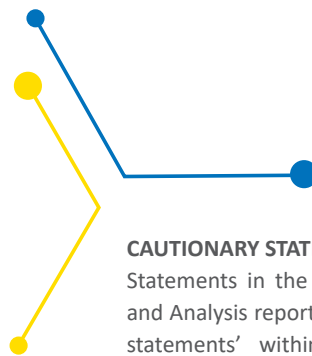 CAUTIONARY STAT
Statements in the
and Analysis report
statements’ within